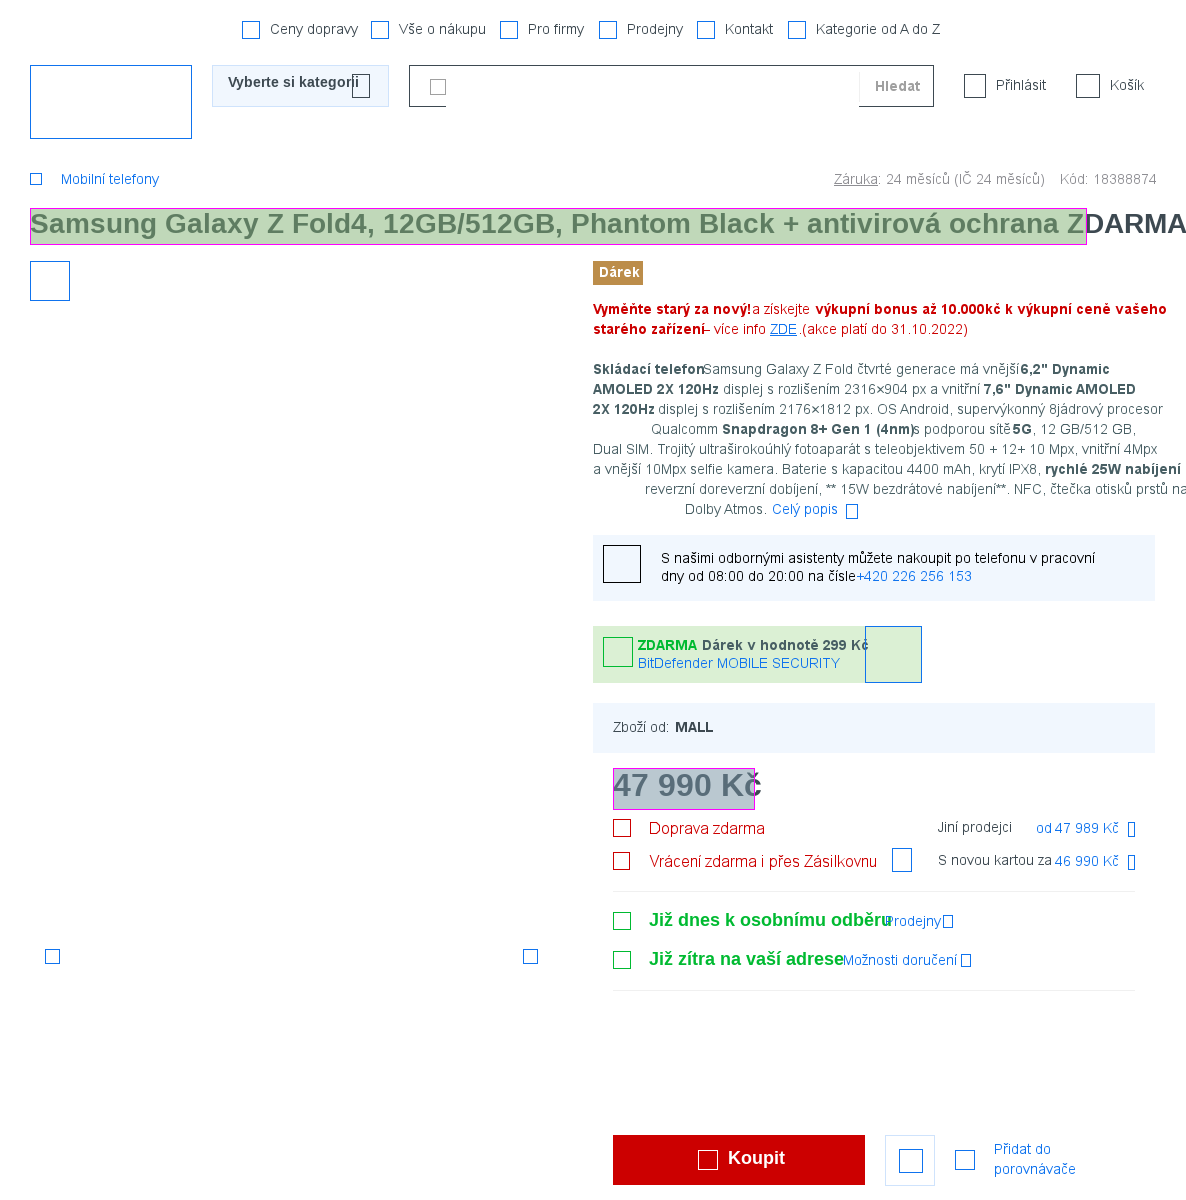 Ceny dopravy Vše o nákupu Pro firmy Prodejny Kontakt Kategorie od A do Z
Vyberte si kategorii Hledat Přihlásit Košík
Mobilní telefony Záruka: 24 měsíců (IČ 24 měsíců) Kód: 18388874
Samsung Galaxy Z Fold4, 12GB/512GB, Phantom Black + antivirová ochrana ZDARMA
Dárek
Vyměňte starý za nový! a získejte výkupní bonus až 10.000kč k výkupní ceně vašeho
starého zařízení – více info ZDE.(akce platí do 31.10.2022)
Skládací telefon Samsung Galaxy Z Fold čtvrté generace má vnější 6,2" Dynamic
AMOLED 2X 120Hz displej s rozlišením 2316×904 px a vnitřní 7,6" Dynamic AMOLED
2X 120Hz displej s rozlišením 2176×1812 px. OS Android, supervýkonný 8jádrový procesor
Qualcomm Snapdragon 8+ Gen 1 (4nm) s podporou sítě 5G, 12 GB/512 GB,
Dual SIM. Trojitý ultraširokoúhlý fotoaparát s teleobjektivem 50 + 12+ 10 Mpx, vnitřní 4Mpx
a vnější 10Mpx selfie kamera. Baterie s kapacitou 4400 mAh, krytí IPX8, rychlé 25W nabíjení
reverzní doreverzní dobíjení, ** 15W bezdrátové nabíjení**. NFC, čtečka otisků prstů na
Dolby Atmos. Celý popis
S našimi odbornými asistenty můžete nakoupit po telefonu v pracovní
dny od 08:00 do 20:00 na čísle +420 226 256 153
ZDARMA Dárek v hodnotě 299 Kč
BitDefender MOBILE SECURITY
Zboží od: MALL
47 990 Kč
Doprava zdarma Jiní prodejci od 47 989 Kč
Vrácení zdarma i přes Zásilkovnu S novou kartou za 46 990 Kč
Již dnes k osobnímu odběru Prodejny
Již zítra na vaší adrese Možnosti doručení
Koupit Přidat do
porovnávače